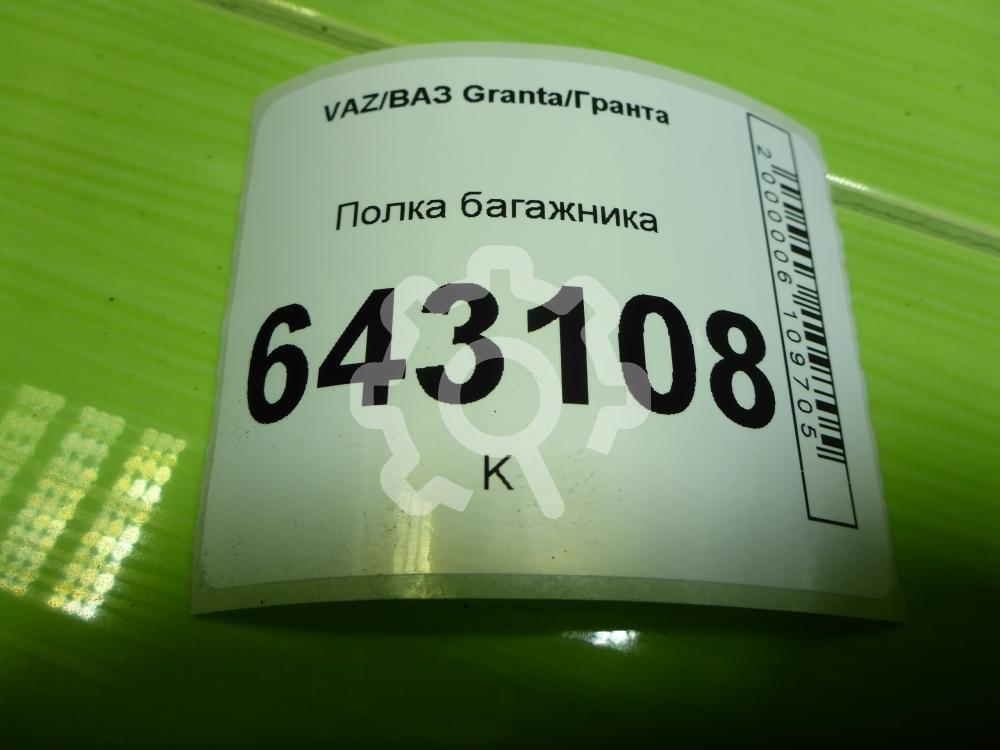 VAZ/ВАЗ Granta/Гранта
Полка багажника
643108
К
2000006109705